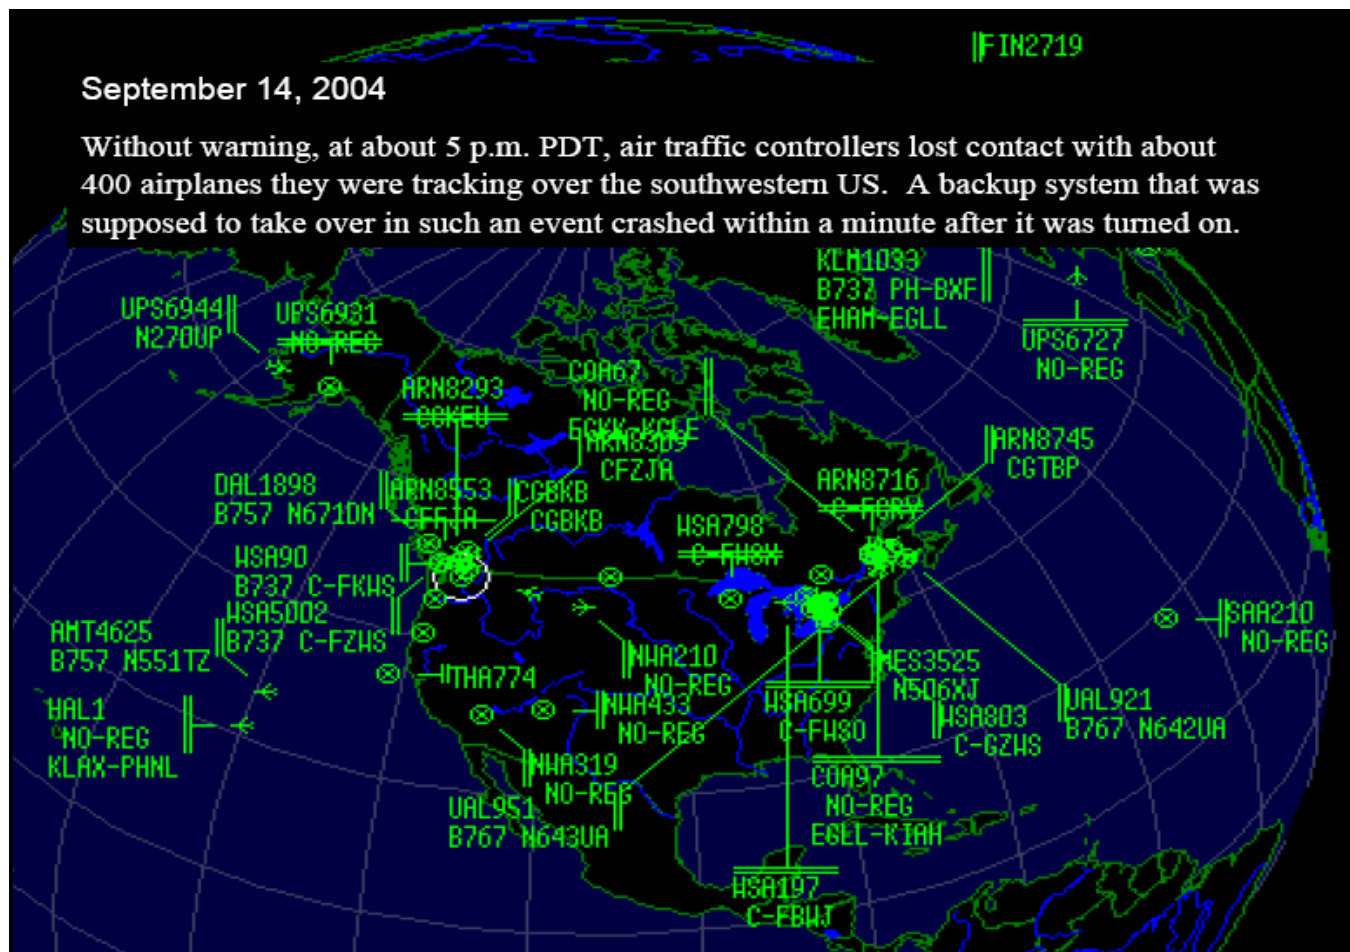 FIN2719
September 14, 2004
Without warning, at about 5 p.m. PDT, air traffic controllers lost contact with about
400 airplanes they were tracking over the southwestern US. A backup system that was
supposed to take over in such an event crashed within a minute after it was turned on.
KLM1033
B737 PH-BXF
EHAM-EGLL
UPS6944
N270UP
UPS6931
NO-REG
UPS6727
NO-REG
COA67
NO-REG
EGKK-KCLE
ARN8293
CGKEU
ARN8309
CFZJA
ARN8745
CGTBP
ARN8716
DAL1898
B757 N671DN
ARN8553
CGBKB
CGBKB
WSA798
WSA90
B737 C-FKWS
WSA5002
B737 C-FZWS
AMT4625
B757 N551TZ
SAA210
NO-REG
THA774
NWA210
NO-REG
MES3525
N506XJ
HAL1
NO-REG
KLAX-PHNL
NWA433
NO-REG
WSA699
C-FWSO
WSA803
C-GZWS
UAL921
B767 N642UA
NWA319
NO-REG
UAL951
B767 N643UA
COA97
NO-REG
EGLL-KIAH
WSA197
C-FBWJ